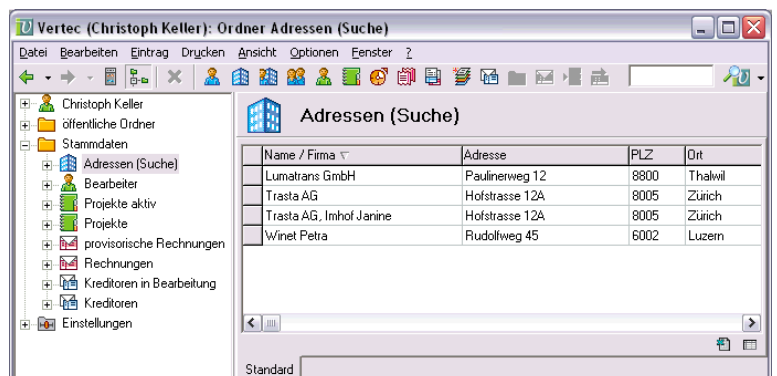 Vertec (Christoph Keller): Ordner Adressen (Suche)
Datei Bearbeiten Eintrag Drucken Ansicht Optionen Fenster ?
Christoph Keller
öffentliche Ordner
Stammdaten
Adressen (Suche)
Bearbeiter
Projekte aktiv
Projekte
provisorische Rechnungen
Rechnungen
Kreditoren in Bearbeitung
Kreditoren
Einstellungen
Adressen (Suche)
Name / Firma Adresse PLZ Ort
Lumatrans GmbH Paulinerweg 12 8800 Thalwil
Trasta AG Hofstrasse 12A 8005 Zürich
Trasta AG, Imhof Janine Hofstrasse 12A 8005 Zürich
Winet Petra Rudolfweg 45 6002 Luzern
Standard